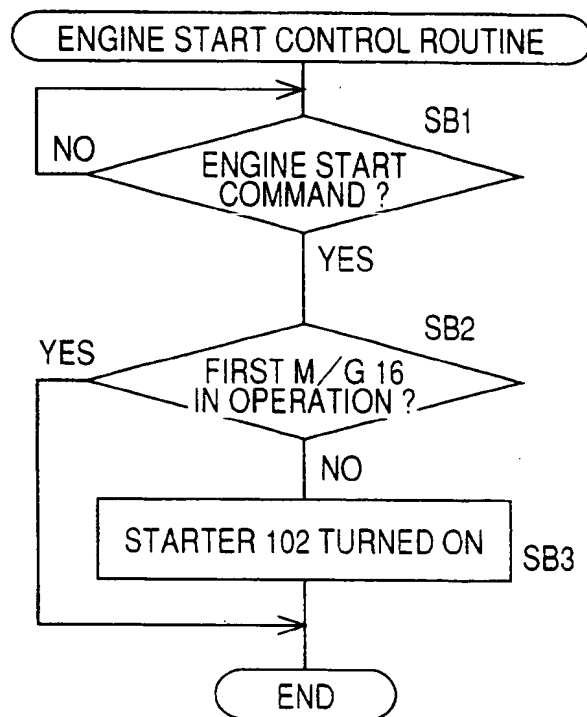 ENGINE START CONTROL ROUTINE
SB1
NO
ENGINE START
COMMAND ?
YES
SB2
YES
FIRST M/G 16
IN OPERATION ?
NO
STARTER 102 TURNED ON
SB3
END